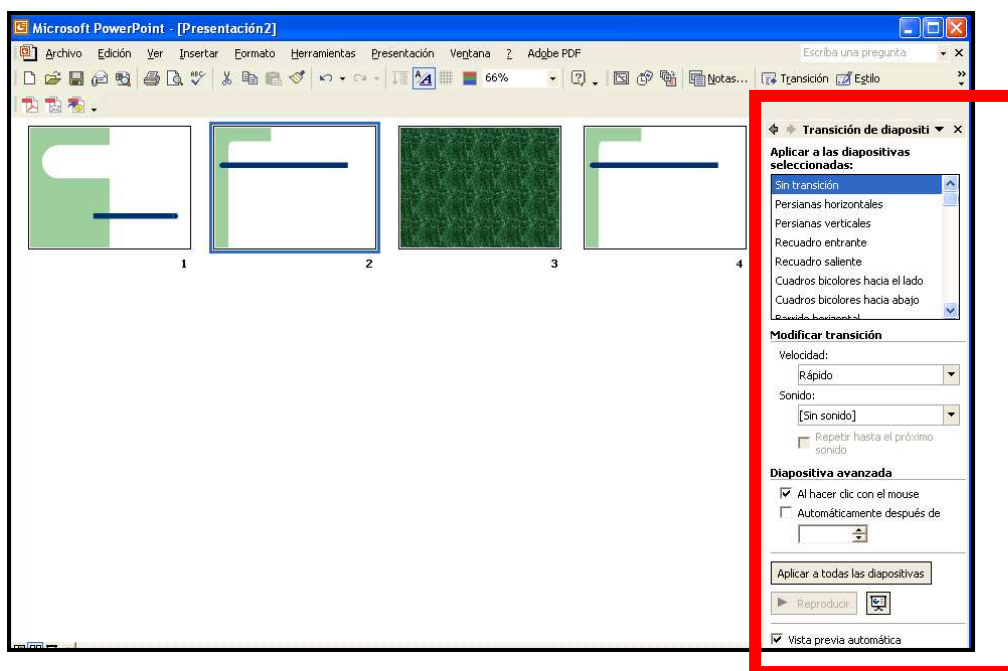 Microsoft PowerPoint - [Presentación2]
Archivo Edición Ver Insertar Formato Herramientas Presentación Ventana ? Adobe PDF Escriba una pregunta
66% Notas... Transición Estilo
Transición de diapositi
Aplicar a las diapositivas
seleccionadas:
Sin transición
Persianas horizontales
Persianas verticales
Recuadro entrante
Recuadro saliente
Cuadros bicolores hacia el lado
Cuadros bicolores hacia abajo
Barrido horizontal
1 2 3 4
Modificar transición
Velocidad:
Rápido
Sonido:
[Sin sonido]
Repetir hasta el próximo
sonido
Diapositiva avanzada
Al hacer clic con el mouse
Automáticamente después de
Aplicar a todas las diapositivas
Reproducir
Vista previa automática